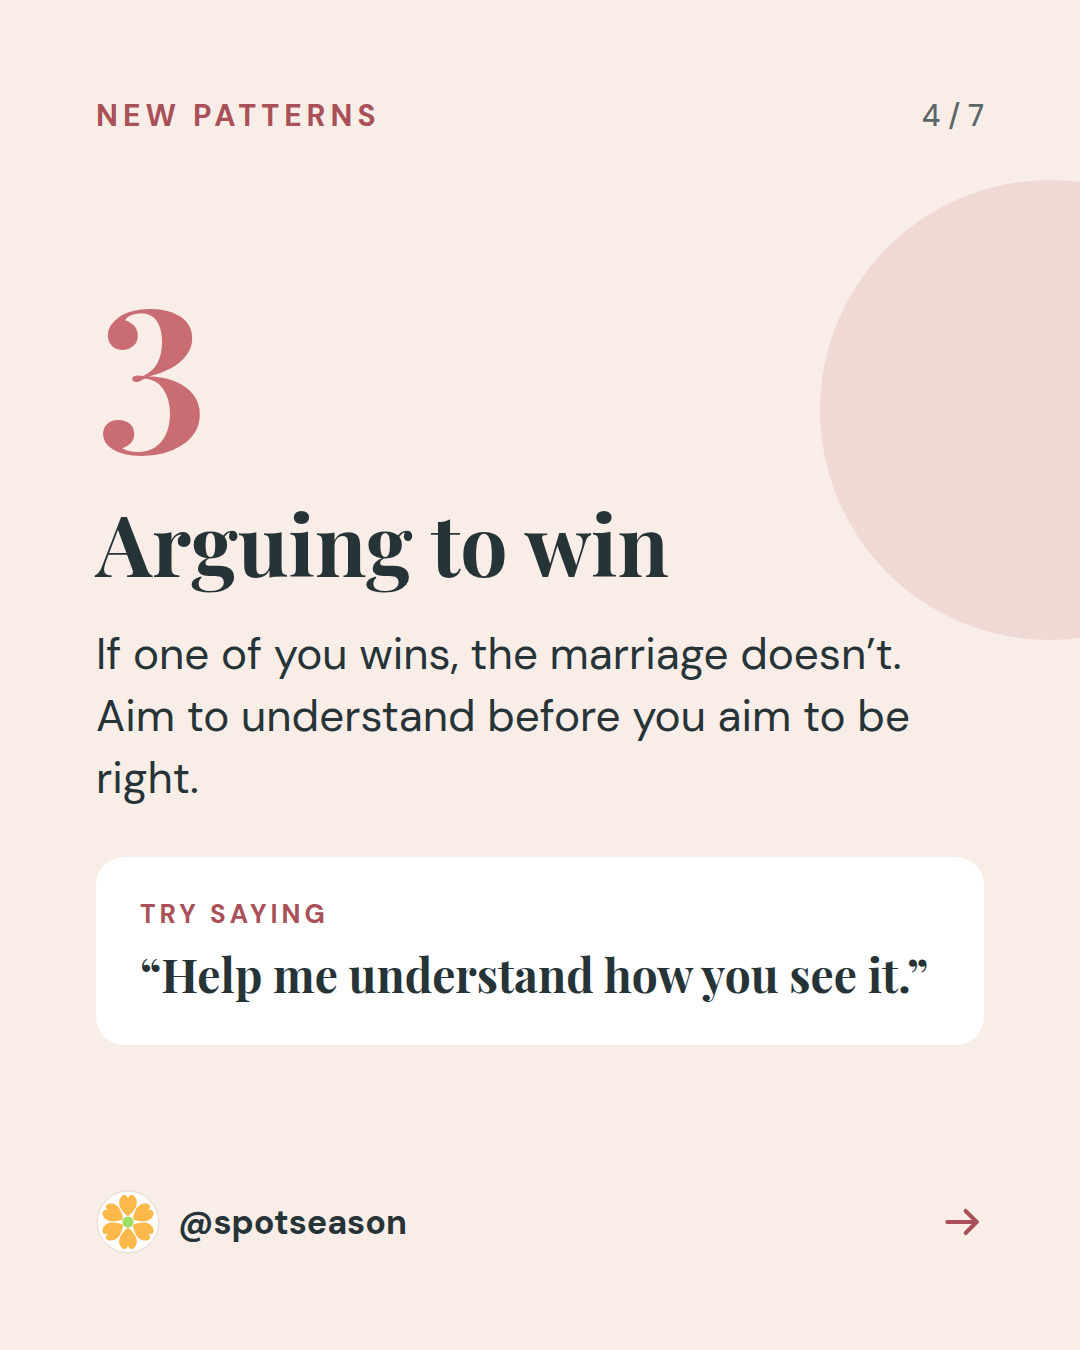 NEW PATTERNS
4 / 7
3
Arguing to win
If one of you wins, the marriage doesn’t.
Aim to understand before you aim to be
right.
TRY SAYING
“Help me understand how you see it.”
@spotseason